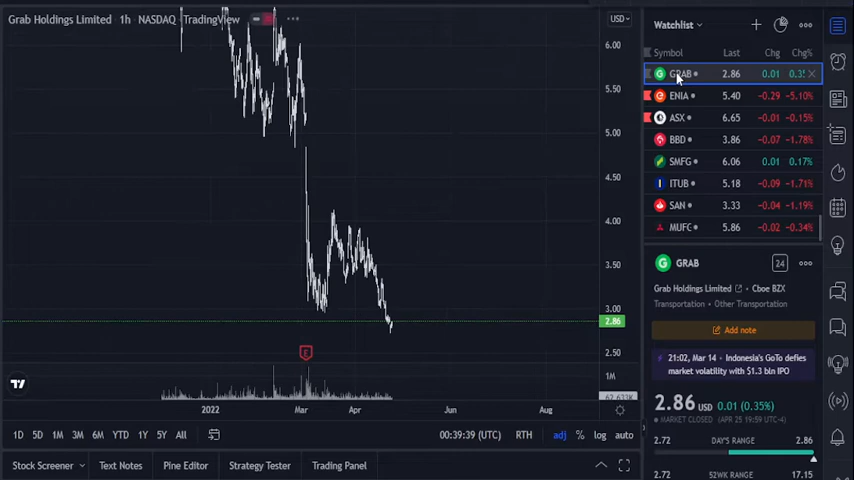 Grab Holdings Limited · 1h · NASDAQ · TradingView
USD
6.00
5.50
5.00
4.50
4.00
3.50
3.00
2.86
2.50
1M
62.633K
2022 Mar Apr Jun Aug
1D 5D 1M 3M 6M YTD 1Y 5Y All
00:39:39 (UTC) RTH adj % log auto
Stock Screener Text Notes Pine Editor Strategy Tester Trading Panel
Watchlist
Symbol Last Chg Chg%
GRAB 2.86 0.01
ENIA 5.40 −0.29 −5.10%
ASX 6.65 −0.01 −0.15%
BBD 3.86 −0.07 −1.78%
SMFG 6.06 0.01 0.17%
ITUB 5.18 −0.09 −1.71%
SAN 3.33 −0.04 −1.19%
MUFG 5.86 −0.02 −0.34%
GRAB
24
Grab Holdings Limited · Cboe BZX
Transportation · Other Transportation
Add note
21:02, Mar 14 · Indonesia's GoTo defies
market volatility with $1.3 bln IPO
2.86 USD 0.01 (0.35%)
MARKET CLOSED (APR 25 19:59 UTC-4)
2.72 DAY'S RANGE 2.86
2.72 52WK RANGE 17.15